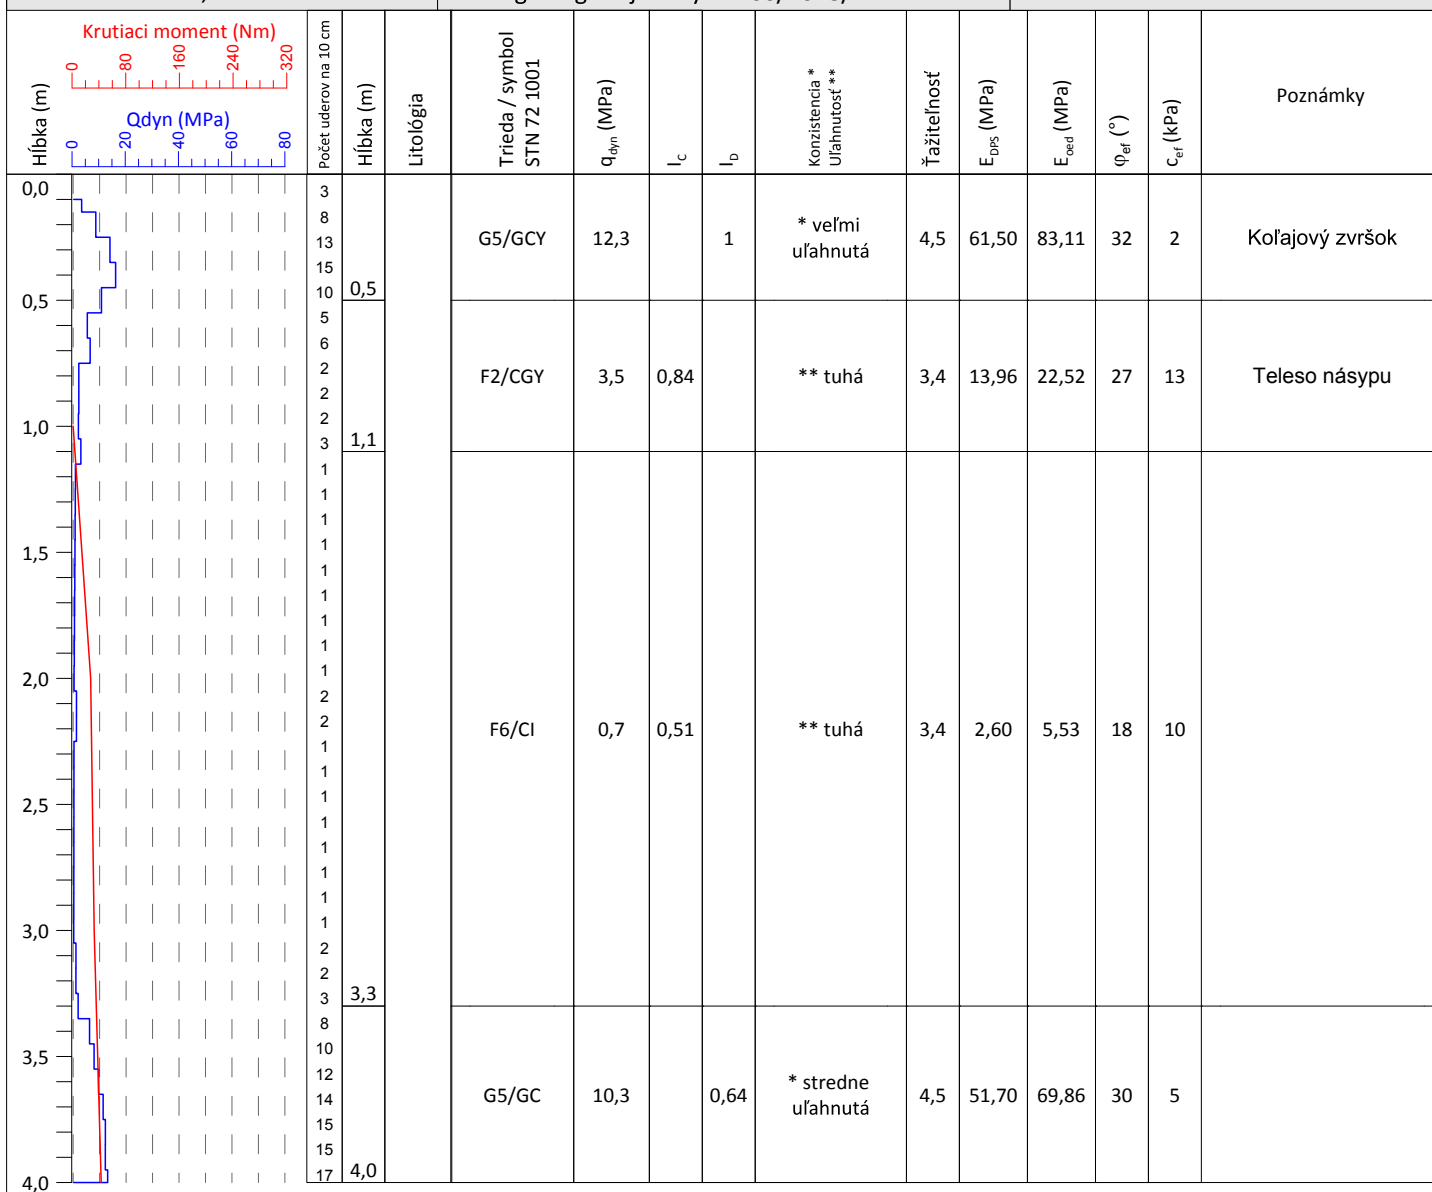 Hĺbka (m)
Krutiaci moment (Nm)
0 80 160 240 320
Qdyn (MPa)
0 20 40 60 80
Počet uderov na 10 cm
Hĺbka (m)
Litológia
Trieda / symbol
STN 72 1001
qdyn (MPa)
IC
ID
Konzistencia *
Uľahnutosť **
Ťažiteľnosť
EDPS (MPa)
Eoed (MPa)
φef (°)
cef (kPa)
Poznámky
0,0
0,5
1,0
1,5
2,0
2,5
3,0
3,5
4,0
3
8
13
15
10
5
6
2
2
2
3
1
1
1
1
1
1
1
1
1
2
2
1
1
1
1
1
1
1
1
2
2
3
8
10
12
14
15
15
17
0,5
1,1
3,3
4,0
G5/GCY 12,3 1 * veľmi
uľahnutá 4,5 61,50 83,11 32 2 Koľajový zvršok
F2/CGY 3,5 0,84 ** tuhá 3,4 13,96 22,52 27 13 Teleso násypu
F6/CI 0,7 0,51 ** tuhá 3,4 2,60 5,53 18 10
G5/GC 10,3 0,64 * stredne
uľahnutá 4,5 51,70 69,86 30 5